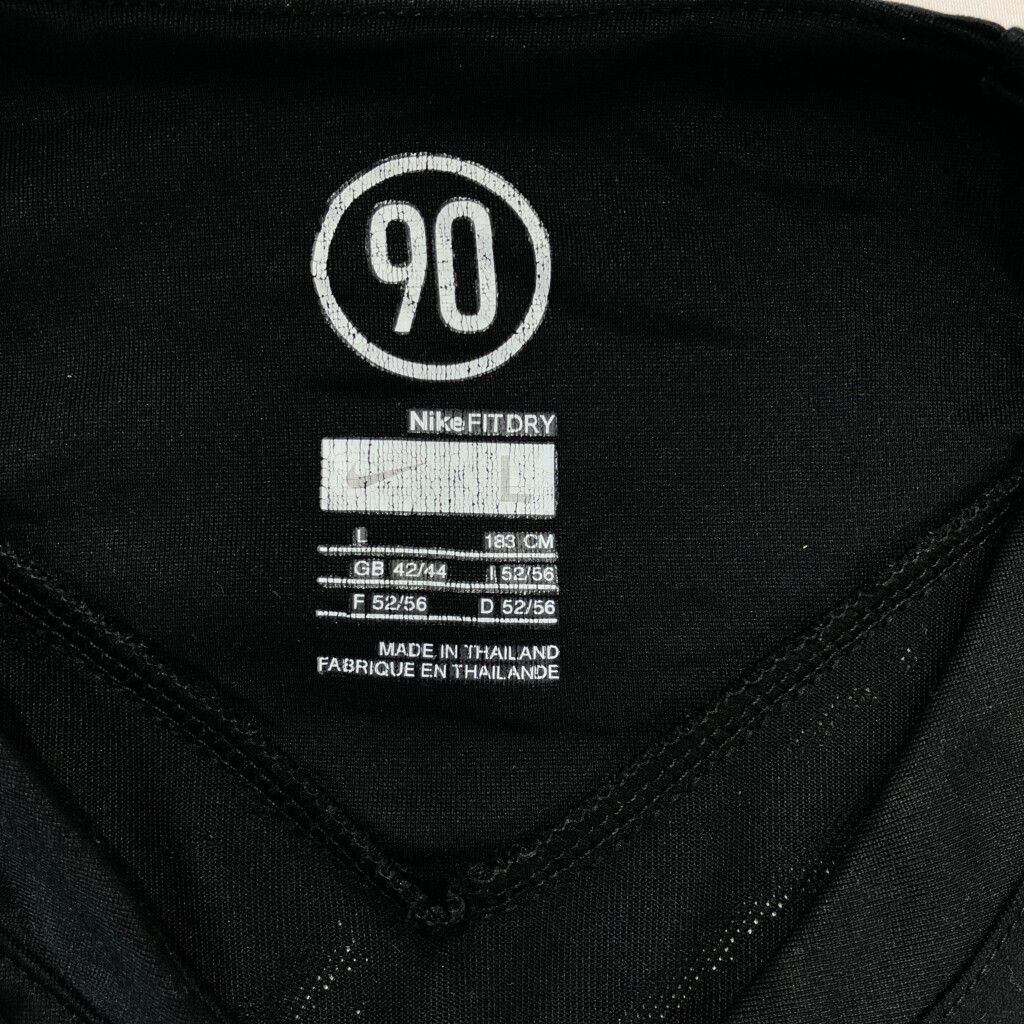 90
Nike FIT DRY
L
L 183 CM
GB 42/44 I 52/56
F 52/56 D 52/56
MADE IN THAILAND
FABRIQUE EN THAILANDE